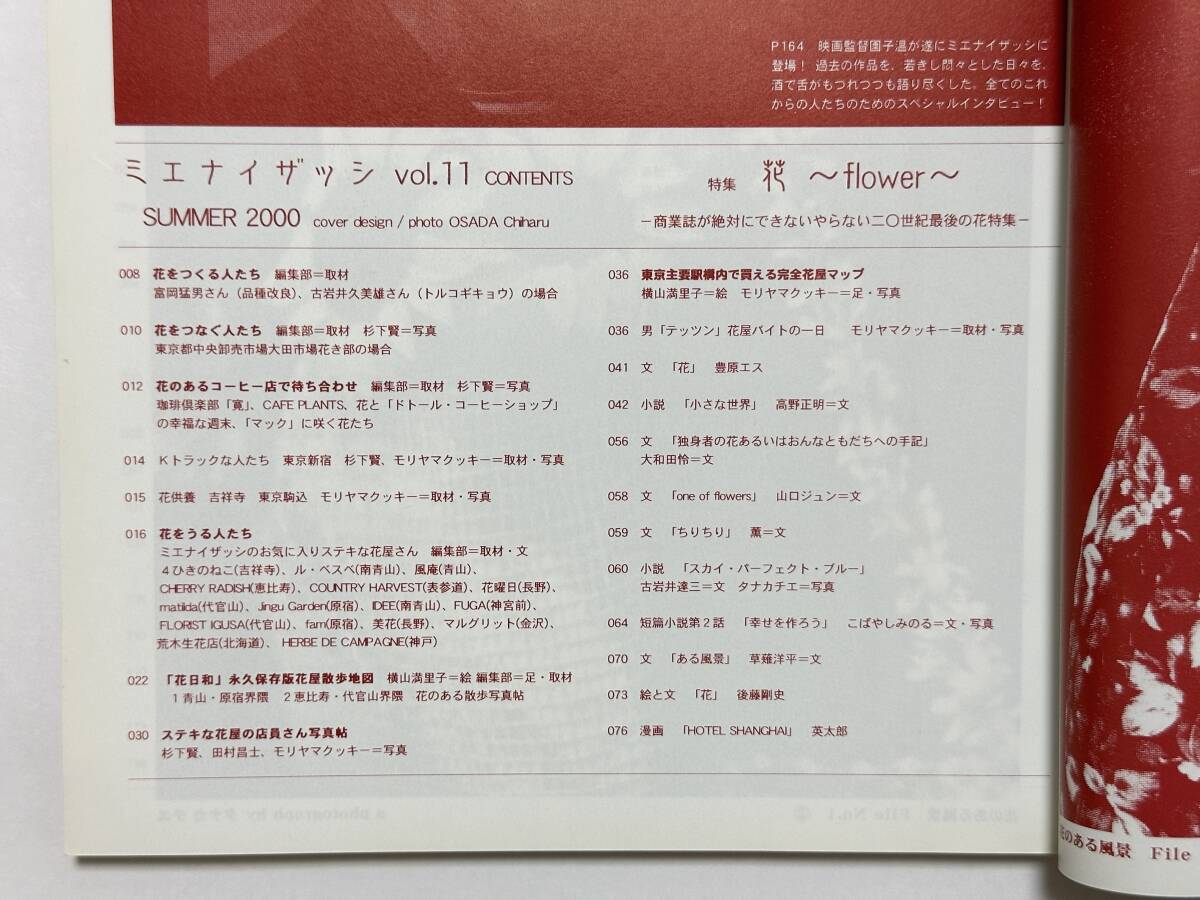 P164　映画監督園子温が遂にミエナイザッシに
登場！ 過去の作品を、若きし悶々とした日々を、
酒で舌がもつれつつも語り尽くした。全てのこれ
からの人たちのためのスペシャルインタビュー！
ミエナイザッシ vol.11 CONTENTS
SUMMER 2000 cover design / photo OSADA Chiharu
特集 花 ～flower～
－商業誌が絶対にできないやらない二〇世紀最後の花特集－
008 花をつくる人たち 編集部＝取材
富岡猛男さん（品種改良）、古岩井久美雄さん（トルコギキョウ）の場合
010 花をつなぐ人たち 編集部＝取材 杉下賢＝写真
東京都中央卸売市場大田市場花き部の場合
012 花のあるコーヒー店で待ち合わせ 編集部＝取材 杉下賢＝写真
珈琲倶楽部「寛」、CAFE PLANTS、花と「ドトール・コーヒーショップ」
の幸福な週末、「マック」に咲く花たち
014 Ｋトラックな人たち 東京新宿 杉下賢、モリヤマクッキー＝取材・写真
015 花供養 吉祥寺 東京駒込 モリヤマクッキー＝取材・写真
016 花をうる人たち
ミエナイザッシのお気に入りステキな花屋さん 編集部＝取材・文
４ひきのねこ(吉祥寺)、ル・ベスベ(南青山)、風庵(青山)、
CHERRY RADISH(恵比寿)、COUNTRY HARVEST(表参道)、花曜日(長野)、
matilda(代官山)、Jingu Garden(原宿)、IDEE(南青山)、FUGA(神宮前)、
FLORIST IGUSA(代官山)、fam(原宿)、美花(長野)、マルグリット(金沢)、
荒木生花店(北海道)、HERBE DE CAMPAGNE(神戸)
022 「花日和」永久保存版花屋散歩地図 横山満里子＝絵 編集部＝足・取材
１青山・原宿界隈 ２恵比寿・代官山界隈 花のある散歩写真帖
030 ステキな花屋の店員さん写真帖
杉下賢、田村昌士、モリヤマクッキー＝写真
036 東京主要駅構内で買える完全花屋マップ
横山満里子＝絵 モリヤマクッキー＝足・写真
036 男「テッツン」花屋バイトの一日 モリヤマクッキー＝取材・写真
041 文 「花」 豊原エス
042 小説 「小さな世界」 高野正明＝文
056 文 「独身者の花あるいはおんなともだちへの手記」
大和田怜＝文
058 文 「one of flowers」 山口ジュン＝文
059 文 「ちりちり」 薫＝文
060 小説 「スカイ・パーフェクト・ブルー」
古岩井達三＝文 タナカチエ＝写真
064 短篇小説第２話 「幸せを作ろう」 こばやしみのる＝文・写真
070 文 「ある風景」 草薙洋平＝文
073 絵と文 「花」 後藤剛史
076 漫画 「HOTEL SHANGHAI」 英太郎
のある風景 File